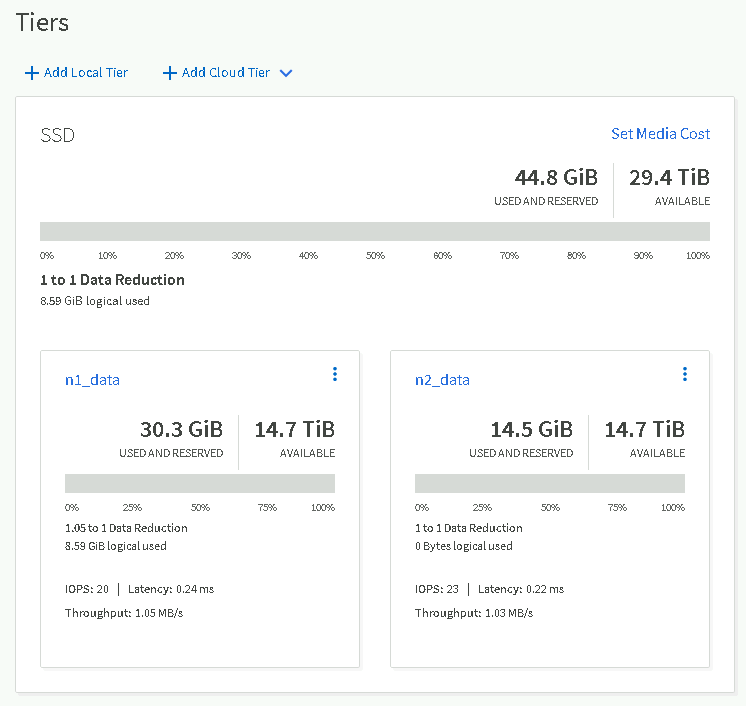 Tiers
Add Local Tier Add Cloud Tier
SSD Set Media Cost
44.8 GiB 29.4 TiB
USED AND RESERVED AVAILABLE
0% 10% 20% 30% 40% 50% 60% 70% 80% 90% 100%
1 to 1 Data Reduction
8.59 GiB logical used
n1_data
30.3 GiB 14.7 TiB
USED AND RESERVED AVAILABLE
0% 25% 50% 75% 100%
1.05 to 1 Data Reduction
8.59 GiB logical used
IOPS: 20 | Latency: 0.24 ms
Throughput: 1.05 MB/s
n2_data
14.5 GiB 14.7 TiB
USED AND RESERVED AVAILABLE
0% 25% 50% 75% 100%
1 to 1 Data Reduction
0 Bytes logical used
IOPS: 23 | Latency: 0.22 ms
Throughput: 1.03 MB/s